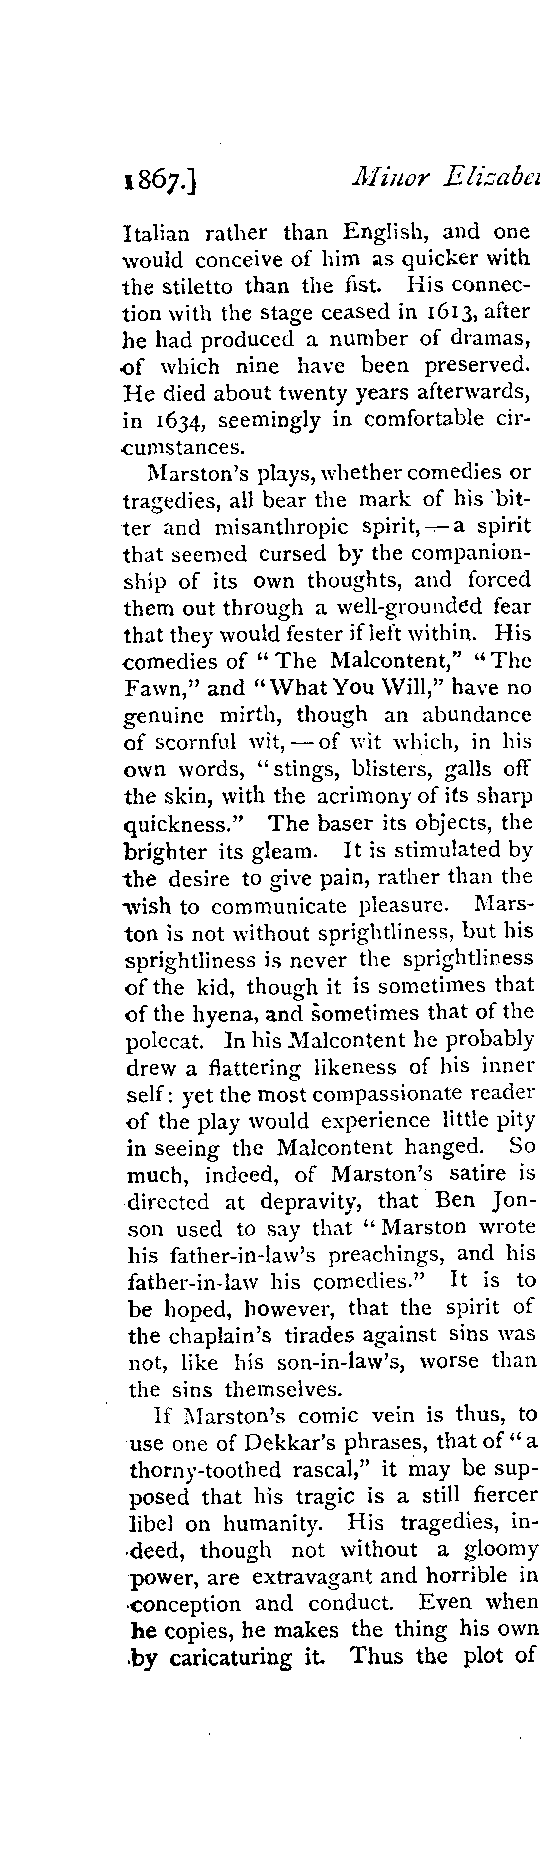 1867.] Minor Elizabe
Italian rather than English, and one
would conceive of him as quicker with
the stiletto than the fist. His connec-
tion with the stage ceased in 1613, after
he had produced a number of dramas,
of which nine have been preserved.
He died about twenty years afterwards,
in 1634, seemingly in comfortable cir-
cumstances.
Marston's plays, whether comedies or
tragedies, all bear the mark of his bit-
ter and misanthropic spirit,—a spirit
that seemed cursed by the companion-
ship of its own thoughts, and forced
them out through a well-grounded fear
that they would fester if left within. His
comedies of "The Malcontent," "The
Fawn," and "What You Will," have no
genuine mirth, though an abundance
of scornful wit,—of wit which, in his
own words, "stings, blisters, galls off
the skin, with the acrimony of its sharp
quickness." The baser its objects, the
brighter its gleam. It is stimulated by
the desire to give pain, rather than the
wish to communicate pleasure. Mars-
ton is not without sprightliness, but his
sprightliness is never the sprightliness
of the kid, though it is sometimes that
of the hyena, and sometimes that of the
polecat. In his Malcontent he probably
drew a flattering likeness of his inner
self: yet the most compassionate reader
of the play would experience little pity
in seeing the Malcontent hanged. So
much, indeed, of Marston's satire is
directed at depravity, that Ben Jon-
son used to say that "Marston wrote
his father-in-law's preachings, and his
father-in-law his comedies." It is to
be hoped, however, that the spirit of
the chaplain's tirades against sins was
not, like his son-in-law's, worse than
the sins themselves.
If Marston's comic vein is thus, to
use one of Dekkar's phrases, that of "a
thorny-toothed rascal," it may be sup-
posed that his tragic is a still fiercer
libel on humanity. His tragedies, in-
deed, though not without a gloomy
power, are extravagant and horrible in
conception and conduct. Even when
he copies, he makes the thing his own
by caricaturing it. Thus the plot of